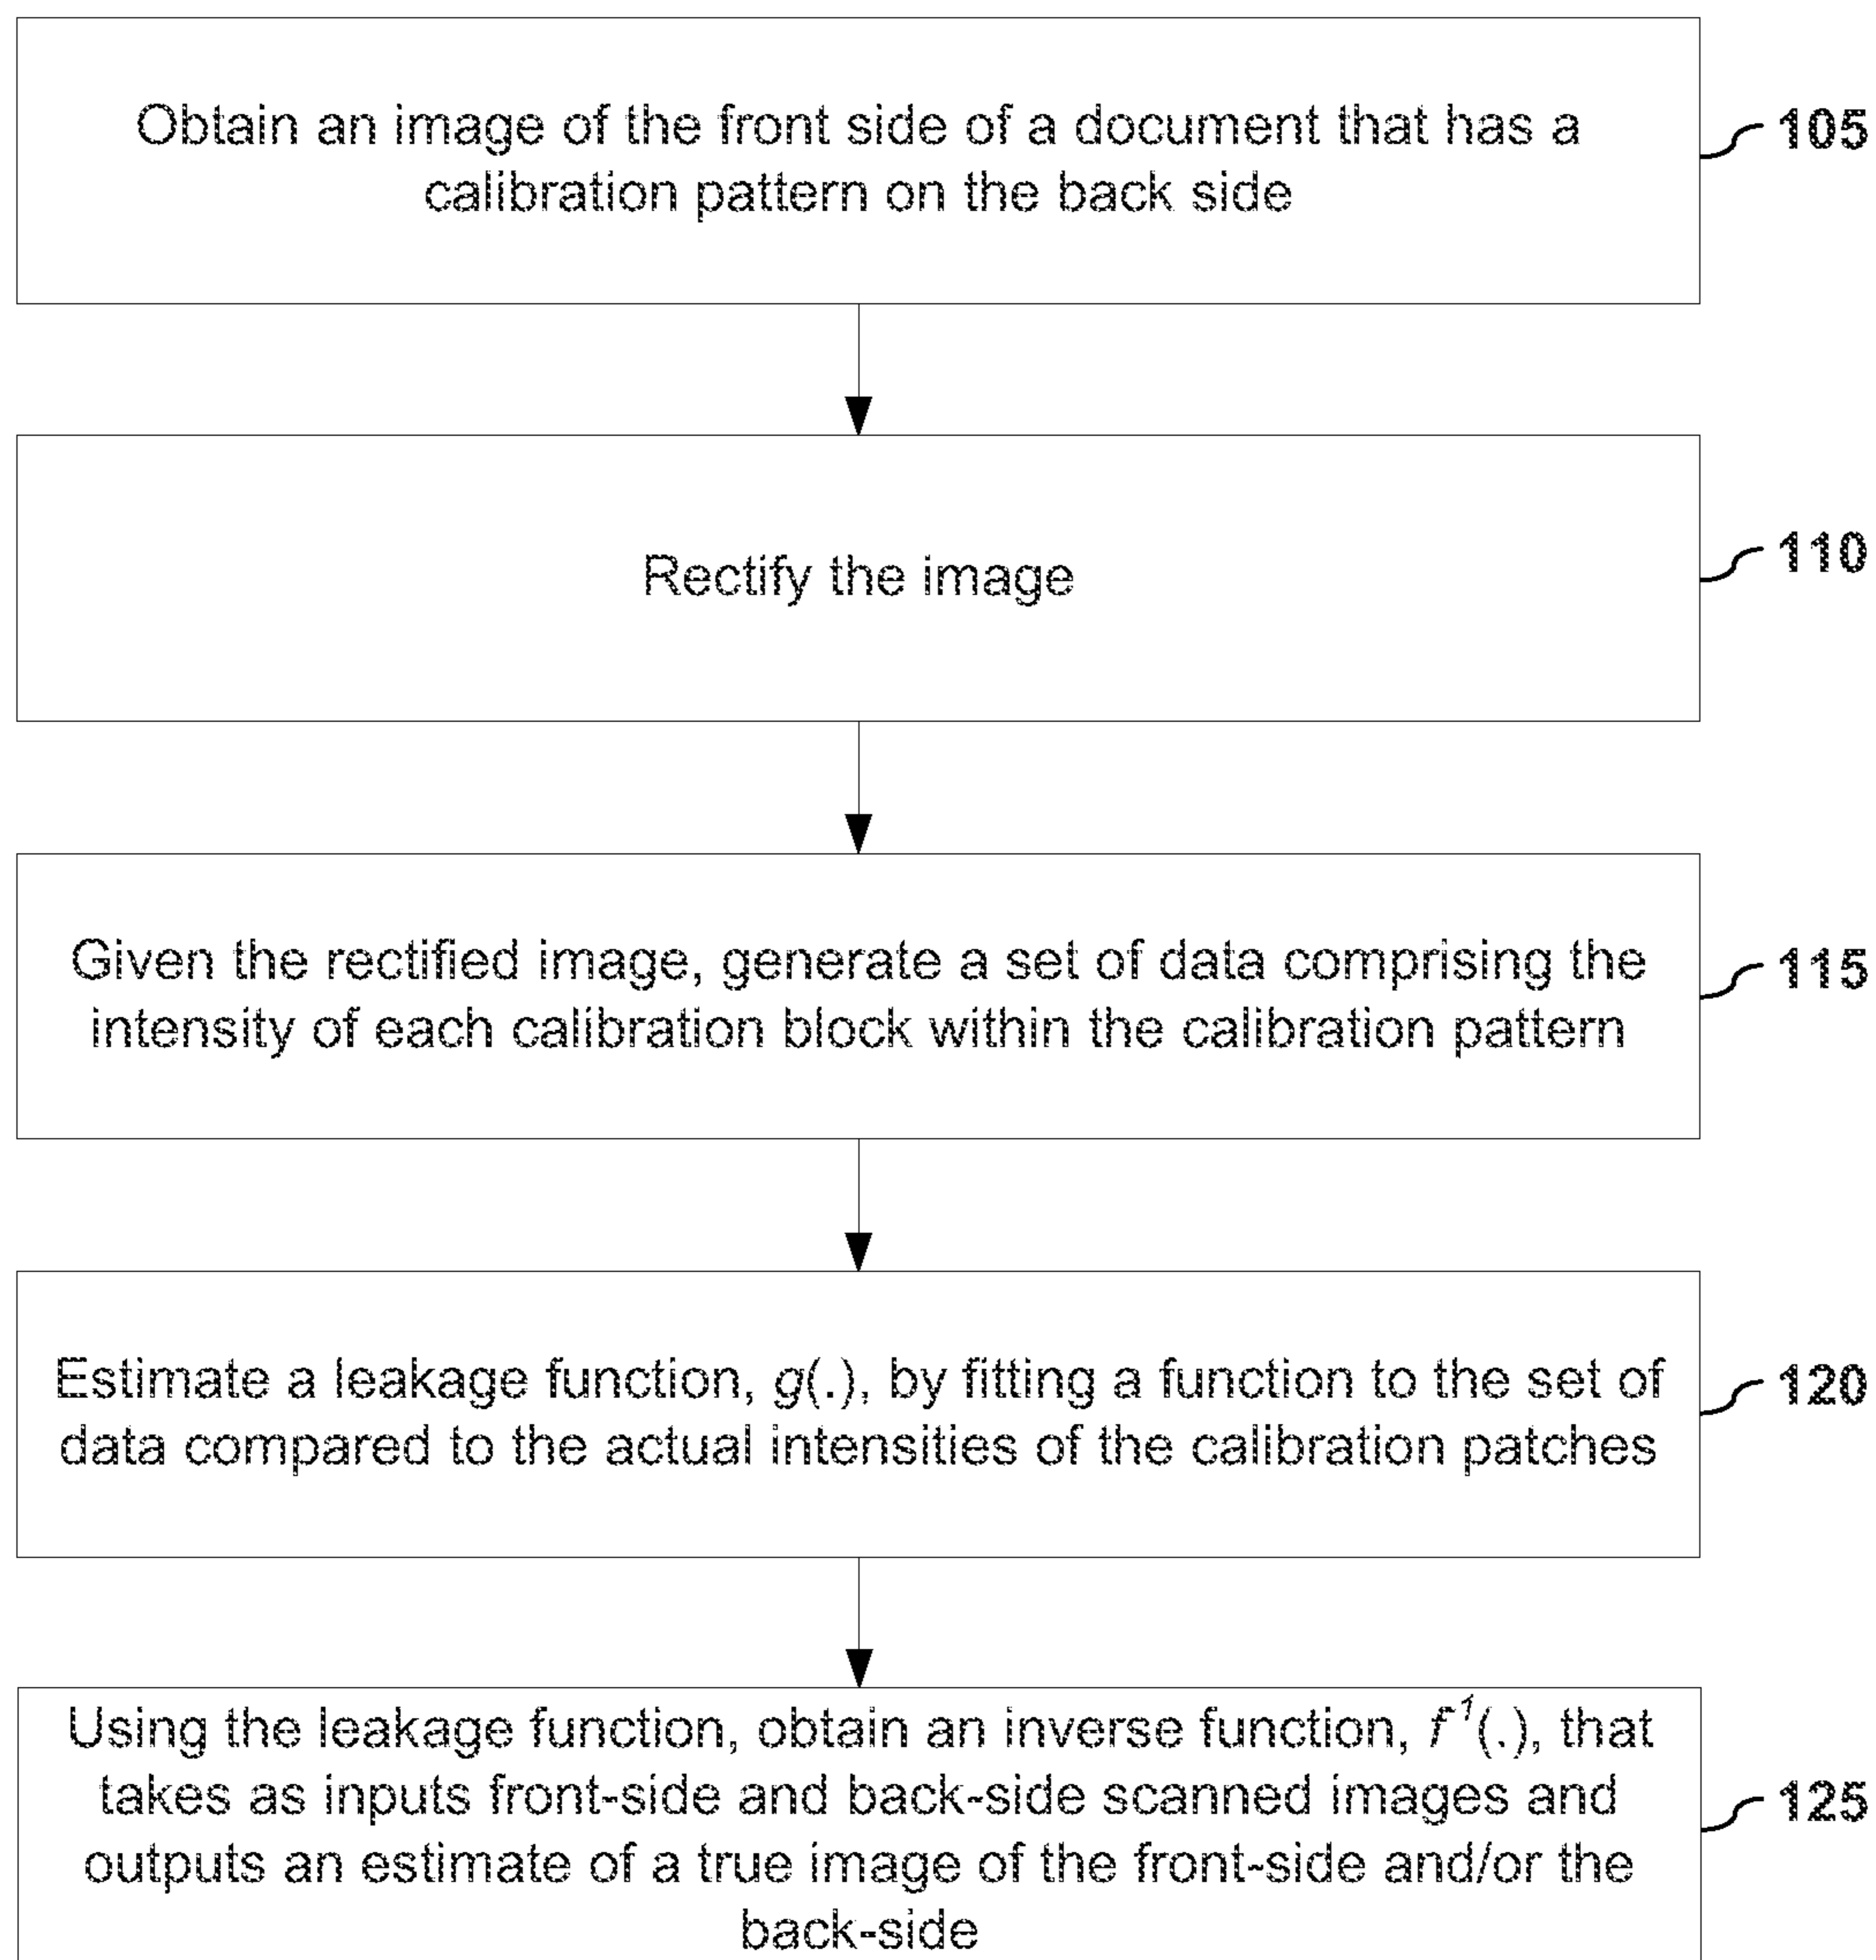 Obtain an image of the front side of a document that has a
calibration pattern on the back side
105
Rectify the image
110
Given the rectified image, generate a set of data comprising the
intensity of each calibration block within the calibration pattern
115
Estimate a leakage function, g(.), by fitting a function to the set of
data compared to the actual intensities of the calibration patches
120
Using the leakage function, obtain an inverse function, f⁻¹(.), that
takes as inputs front-side and back-side scanned images and
outputs an estimate of a true image of the front-side and/or the
back-side
125